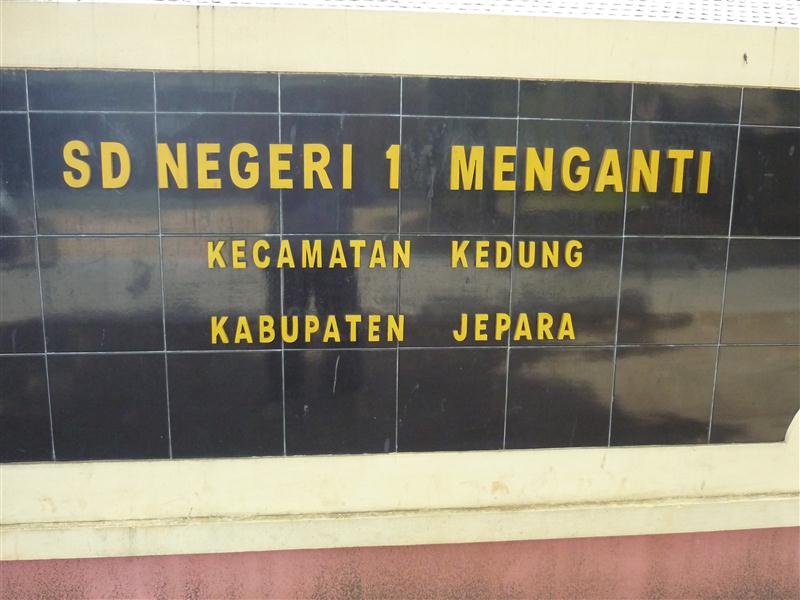 SD NEGERI 1 MENGANTI
KECAMATAN KEDUNG
KABUPATEN JEPARA